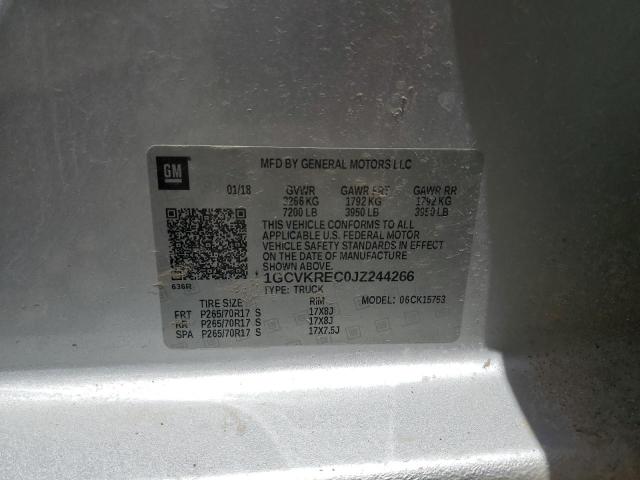 GM
MFD BY GENERAL MOTORS LLC
01/18 GVWR GAWR FRT GAWR RR
3266 KG 1792 KG 1792 KG
7200 LB 3950 LB 3950 LB
THIS VEHICLE CONFORMS TO ALL
APPLICABLE U.S. FEDERAL MOTOR
VEHICLE SAFETY STANDARDS IN EFFECT
ON THE DATE OF MANUFACTURE
SHOWN ABOVE.
636R
1GCVKREC0JZ244266
TYPE: TRUCK
TIRE SIZE RIM MODEL: 06CK15753
FRT P265/70R17 S 17X8J
RR P265/70R17 S 17X8J
SPA P265/70R17 S 17X7.5J